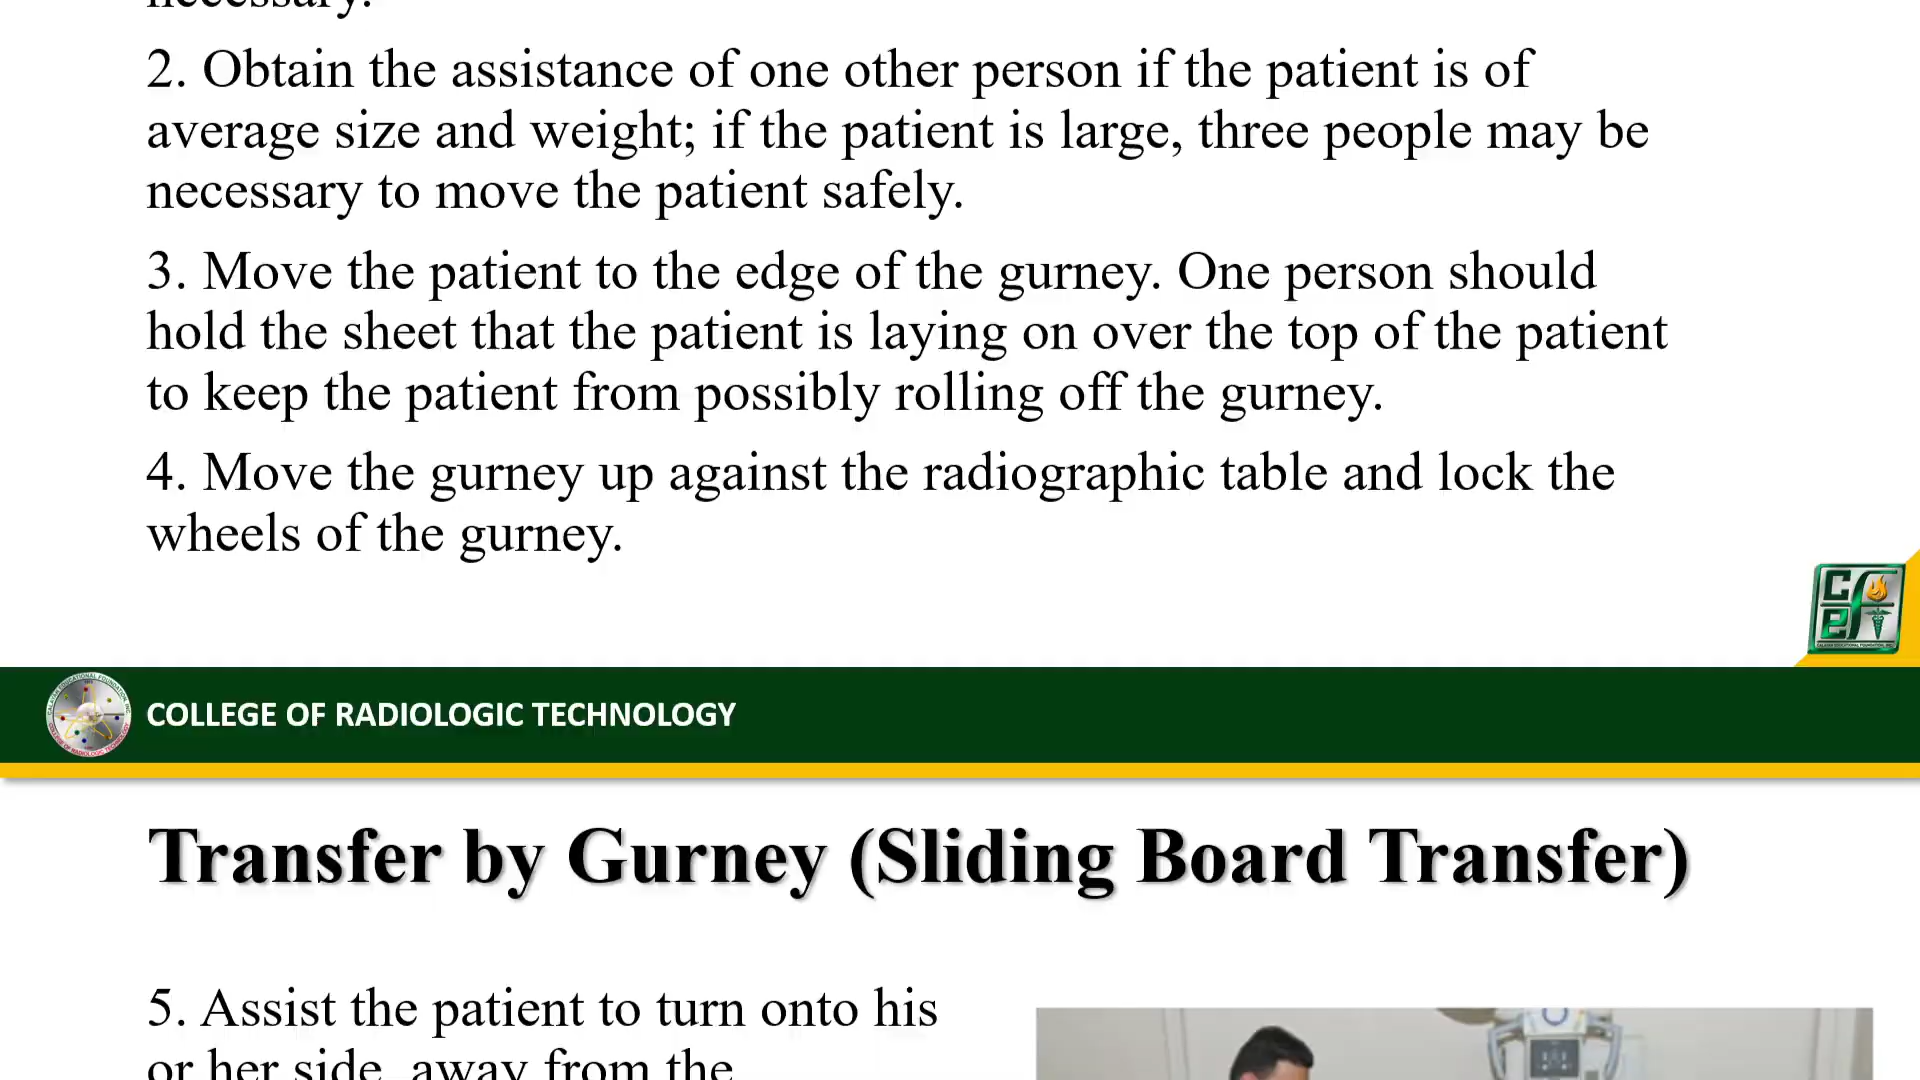 necessary.
2. Obtain the assistance of one other person if the patient is of
average size and weight; if the patient is large, three people may be
necessary to move the patient safely.
3. Move the patient to the edge of the gurney. One person should
hold the sheet that the patient is laying on over the top of the patient
to keep the patient from possibly rolling off the gurney.
4. Move the gurney up against the radiographic table and lock the
wheels of the gurney.
COLLEGE OF RADIOLOGIC TECHNOLOGY
Transfer by Gurney (Sliding Board Transfer)
5. Assist the patient to turn onto his
or her side, away from the